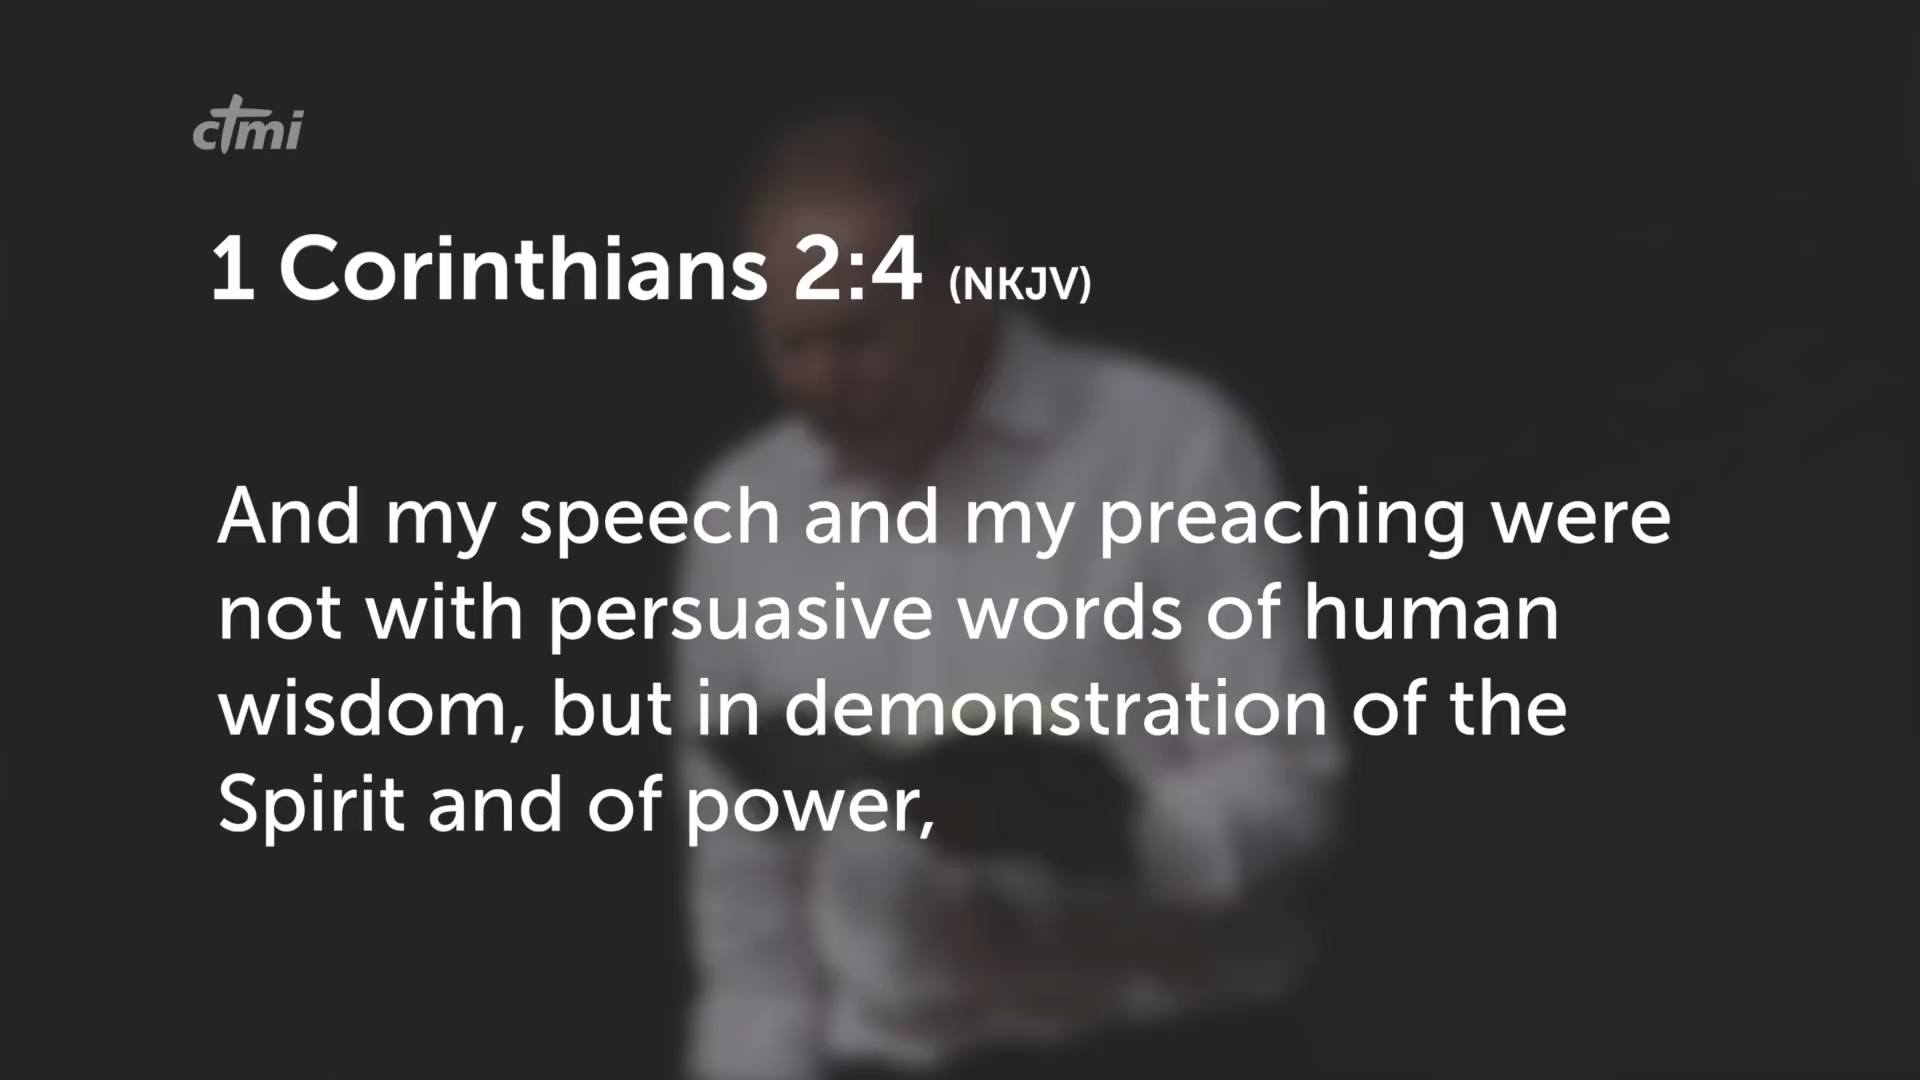 ctmi
1 Corinthians 2:4 (NKJV)
And my speech and my preaching were
not with persuasive words of human
wisdom, but in demonstration of the
Spirit and of power,